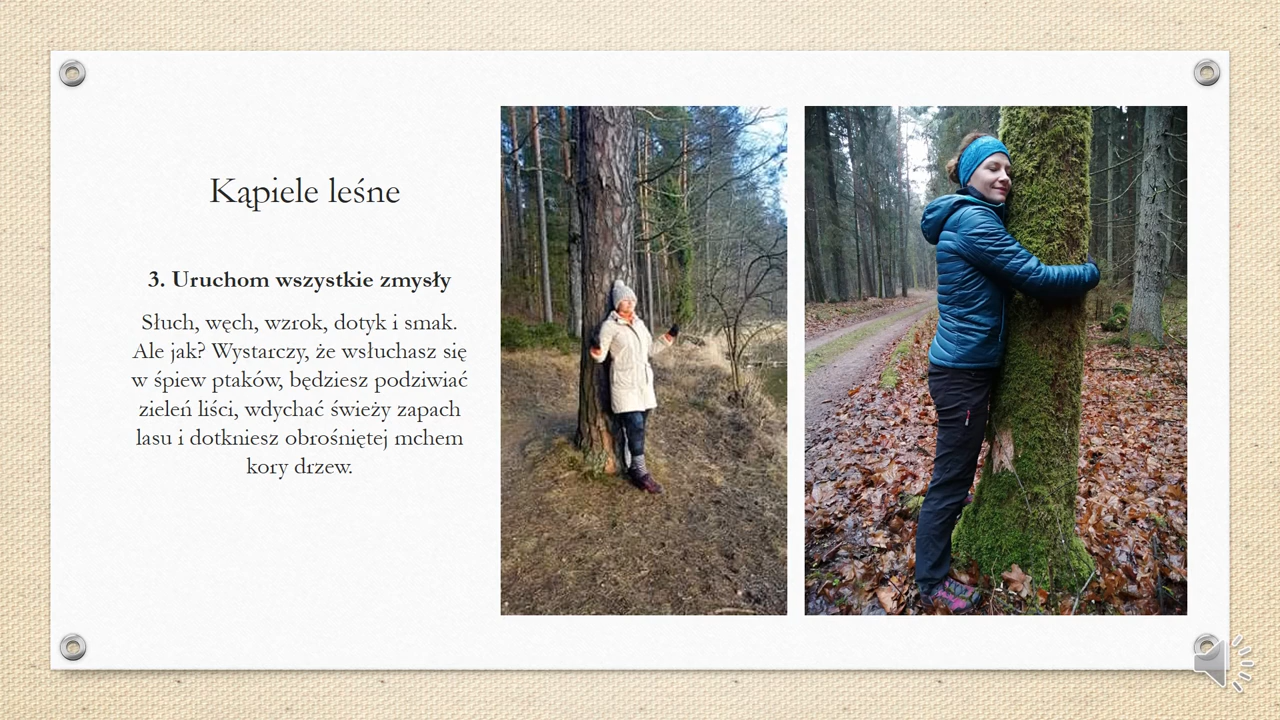 Kąpiele leśne
3. Uruchom wszystkie zmysły
Słuch, węch, wzrok, dotyk i smak.
Ale jak? Wystarczy, że wsłuchasz się
w śpiew ptaków, będziesz podziwiać
zieleń liści, wdychać świeży zapach
lasu i dotkniesz obrośniętej mchem
kory drzew.